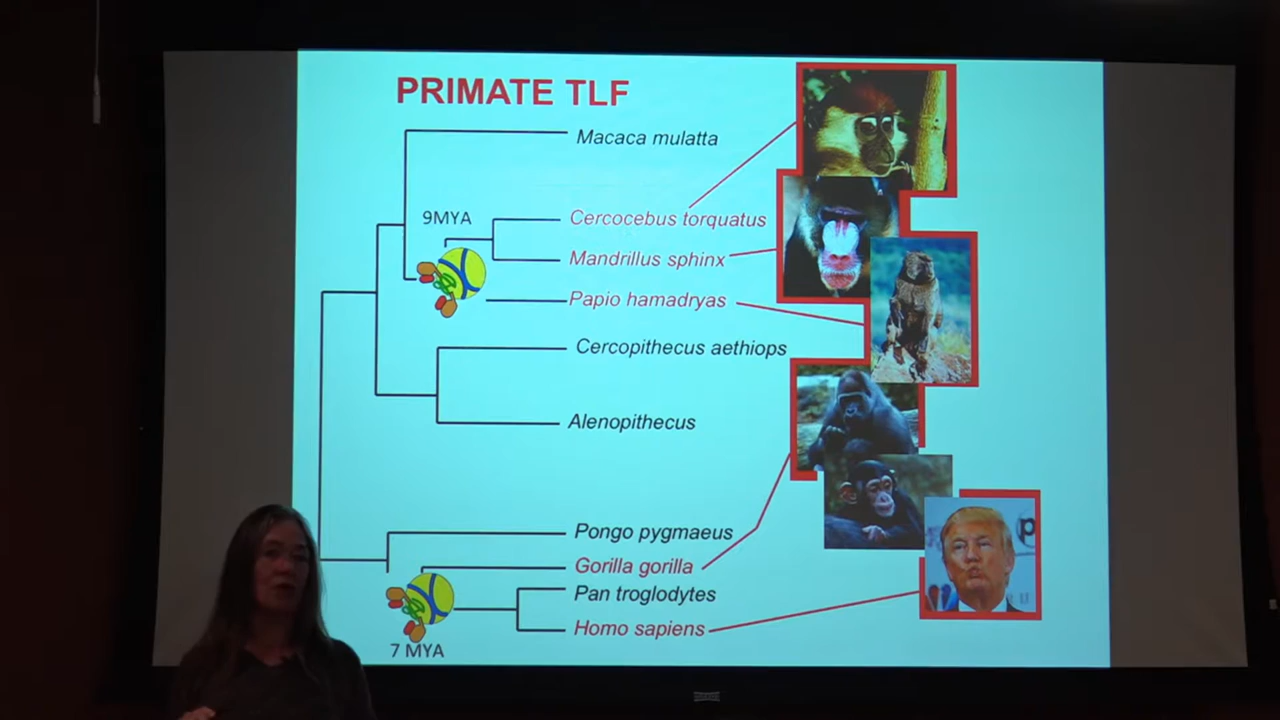 PRIMATE TLF
Macaca mulatta
9MYA
Cercocebus torquatus
Mandrillus sphinx
Papio hamadryas
Cercopithecus aethiops
Alenopithecus
Pongo pygmaeus
Gorilla gorilla
Pan troglodytes
Homo sapiens
7 MYA
p